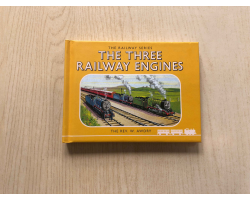 THE RAILWAY SERIES
THE THREE
RAILWAY ENGINES
THE REV. W. AWDRY